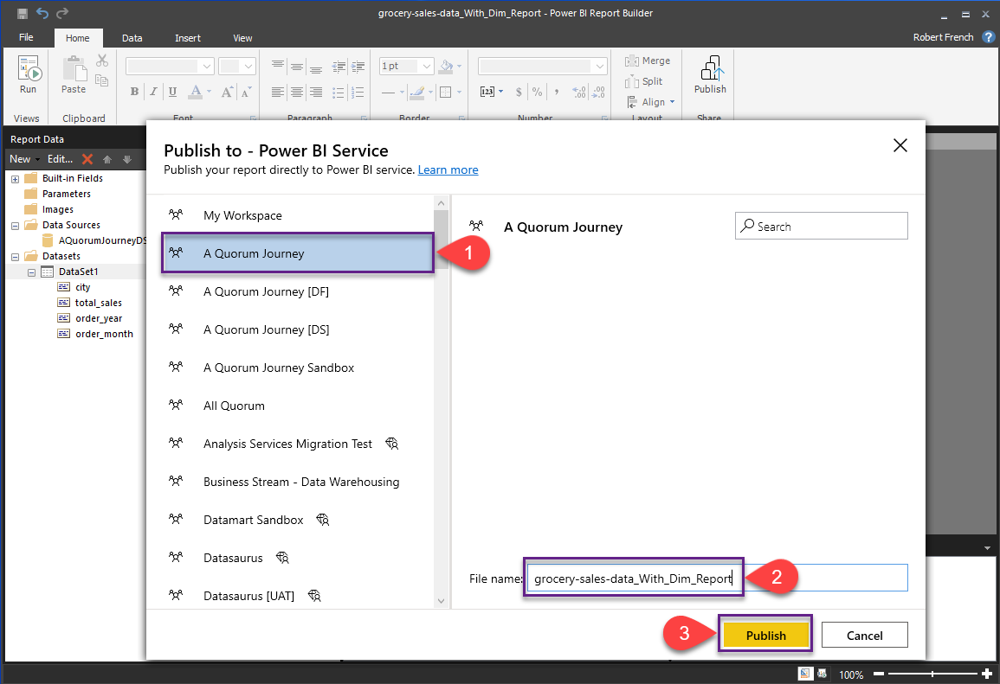 grocery-sales-data_With_Dim_Report - Power BI Report Builder
File Home Data Insert View Robert French ?
Run Paste B I U A A A 1 pt 123 $ % , Merge Split Align Publish
Views Clipboard Font Paragraph Border Number Layout Share
Report Data
New Edit...
Built-in Fields
Parameters
Images
Data Sources
AQuorumJourneyDS
Datasets
DataSet1
city
total_sales
order_year
order_month
Publish to - Power BI Service
Publish your report directly to Power BI service. Learn more
My Workspace
A Quorum Journey
1
A Quorum Journey [DF]
A Quorum Journey [DS]
A Quorum Journey Sandbox
All Quorum
Analysis Services Migration Test
Business Stream - Data Warehousing
Datamart Sandbox
Datasaurus
Datasaurus [UAT]
A Quorum Journey
Search
File name: grocery-sales-data_With_Dim_Report
2
3
Publish Cancel
100%